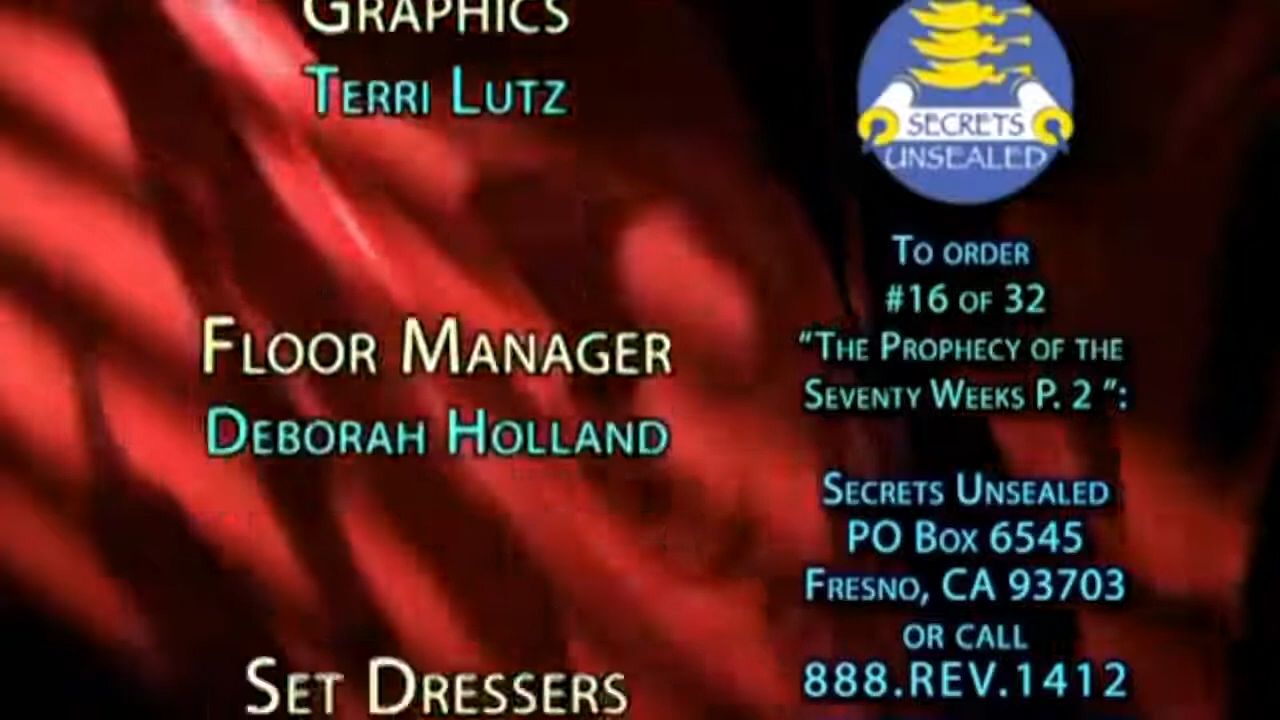 GRAPHICS
TERRI LUTZ
FLOOR MANAGER
DEBORAH HOLLAND
SET DRESSERS
SECRETS
UNSEALED
TO ORDER
#16 OF 32
“THE PROPHECY OF THE
SEVENTY WEEKS P. 2 ”:
SECRETS UNSEALED
PO BOX 6545
FRESNO, CA 93703
OR CALL
888.REV.1412